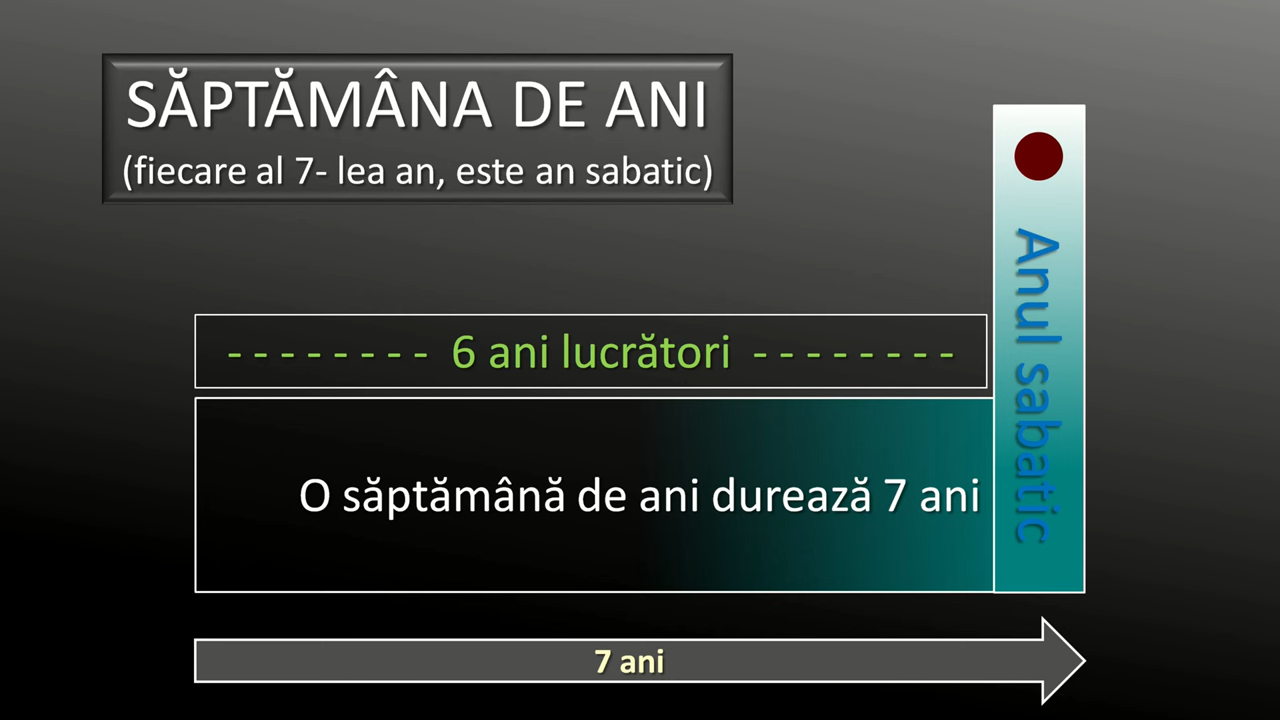 SĂPTĂMÂNA DE ANI
(fiecare al 7- lea an, este an sabatic)
- - - - - - - - 6 ani lucrători - - - - - - - -
O săptămână de ani durează 7 ani
Anul sabatic
7 ani